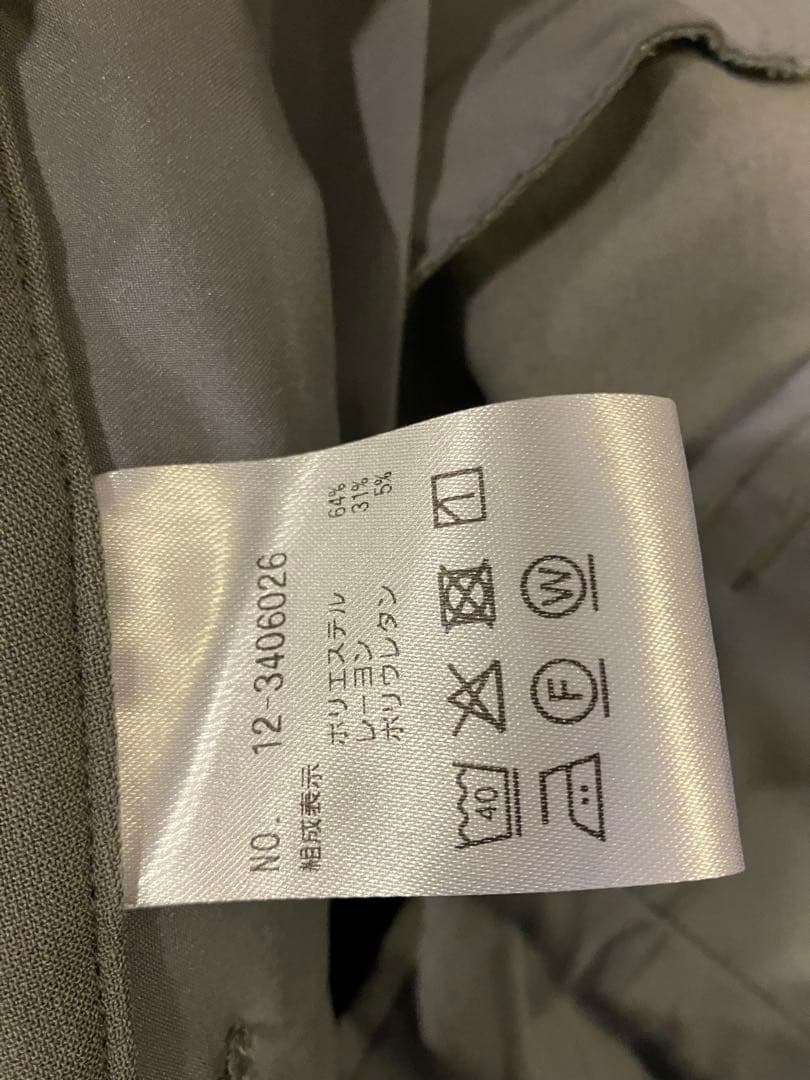 NO. 12-3406026
組成表示 ポリエステル 64%
レーヨン 31%
ポリウレタン 5%
40
F W